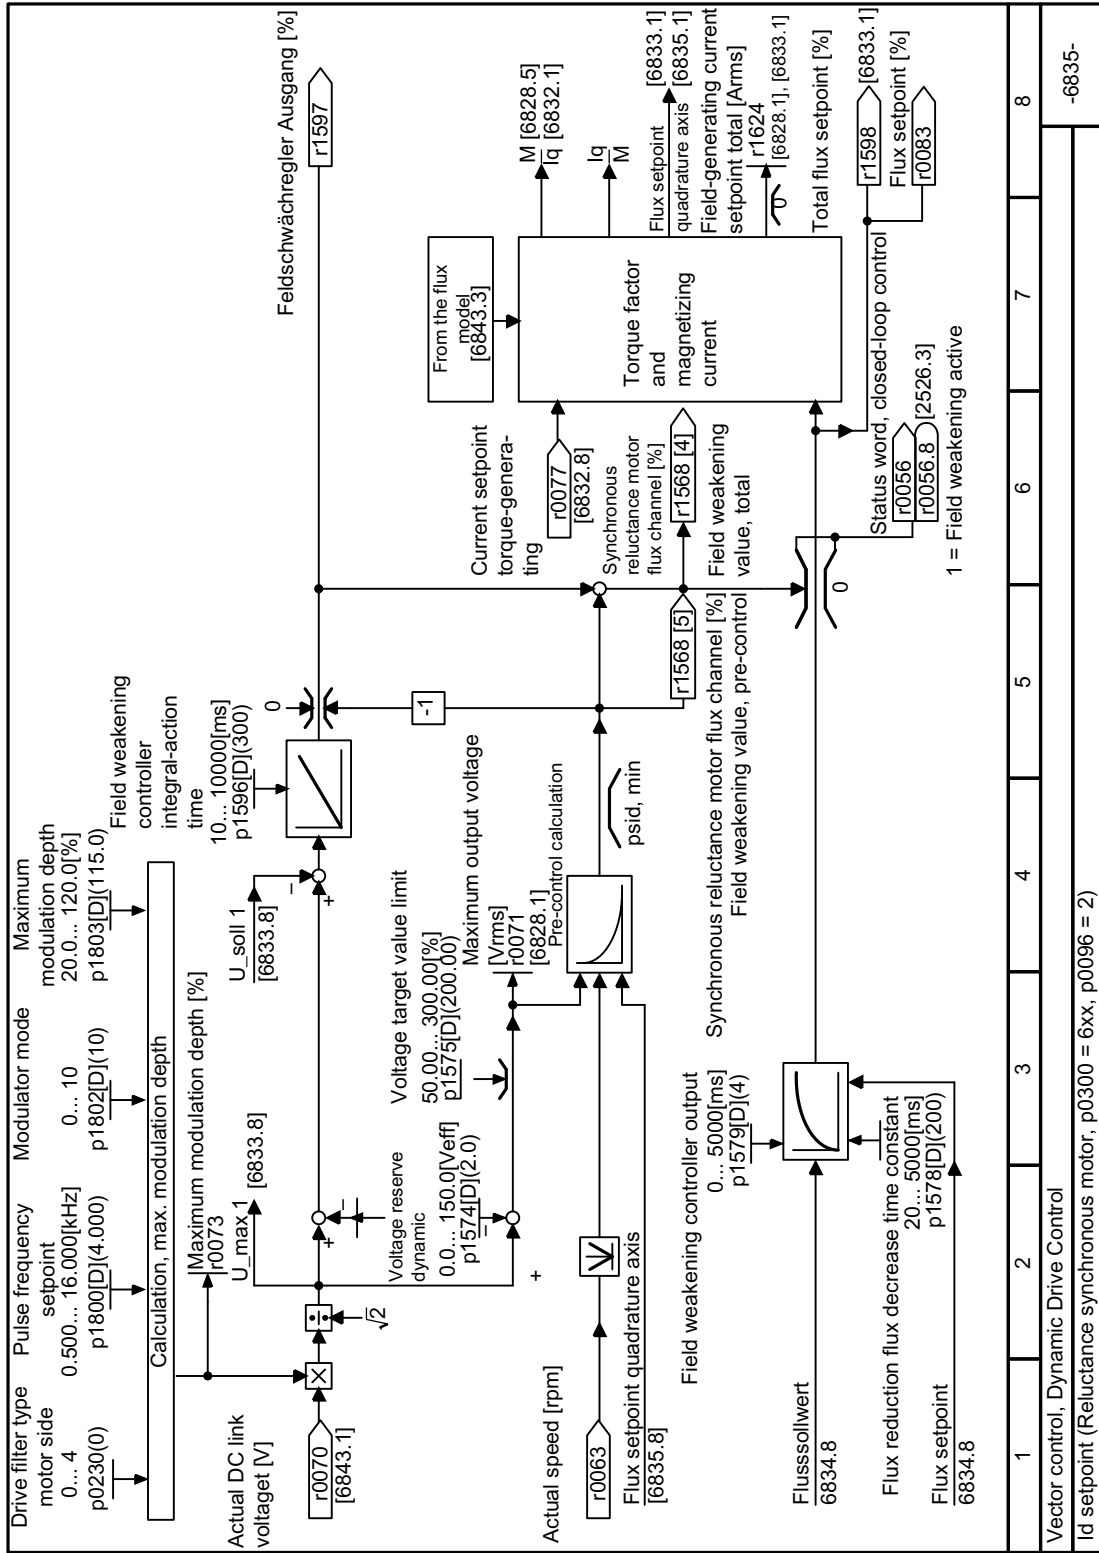 Drive filter type
motor side
0... 4
p0230(0)
Pulse frequency
setpoint
0.500... 16.000[kHz]
p1800[D](4.000)
Modulator mode
0... 10
p1802[D](10)
Maximum
modulation depth
20.0... 120.0[%]
p1803[D](115.0)
Calculation, max. modulation depth
Field weakening
controller
integral-action
time
10... 10000[ms]
p1596[D](300)
Feldschwächregler Ausgang [%]
r1597
Maximum modulation depth [%]
r0073
U_max 1
[6833.8]
U_soll 1
[6833.8]
0
Actual DC link
voltaget [V]
r0070
[6843.1]
×
÷
√2
+
−
+
−
Voltage reserve
dynamic
0.0... 150.0[Veff]
p1574[D](2.0)
−
+
Voltage target value limit
50.00... 300.00[%]
p1575[D](200.00)
Maximum output voltage
[Vrms]
r0071
[6828.1]
Pre-control calculation
psid, min
-1
r1568 [5]
Actual speed [rpm]
r0063
Flux setpoint quadrature axis
[6835.8]
Synchronous reluctance motor flux channel [%]
Field weakening value, pre-control
Current setpoint
torque-genera-
ting
r0077
[6832.8]
Synchronous
reluctance motor
flux channel [%]
r1568 [4]
Field weakening
value, total
From the flux
model
[6843.3]
Torque factor
and
magnetizing
current
M [6828.5]
Iq [6832.1]
Iq
M
Flux setpoint
quadrature axis
[6833.1]
[6835.1]
Field-generating current
setpoint total [Arms]
r1624
[6828.1], [6833.1]
0
Total flux setpoint [%]
r1598
[6833.1]
Flux setpoint [%]
r0083
Field weakening controller output
0... 5000[ms]
p1579[D](4)
Flusssollwert
6834.8
Flux reduction flux decrease time constant
20... 5000[ms]
p1578[D](200)
Flux setpoint
6834.8
0
Status word, closed-loop control
r0056
r0056.8
[2526.3]
1 = Field weakening active
1
2
3
4
5
6
7
8
Vector control, Dynamic Drive Control
-6835-
Id setpoint (Reluctance synchronous motor, p0300 = 6xx, p0096 = 2)